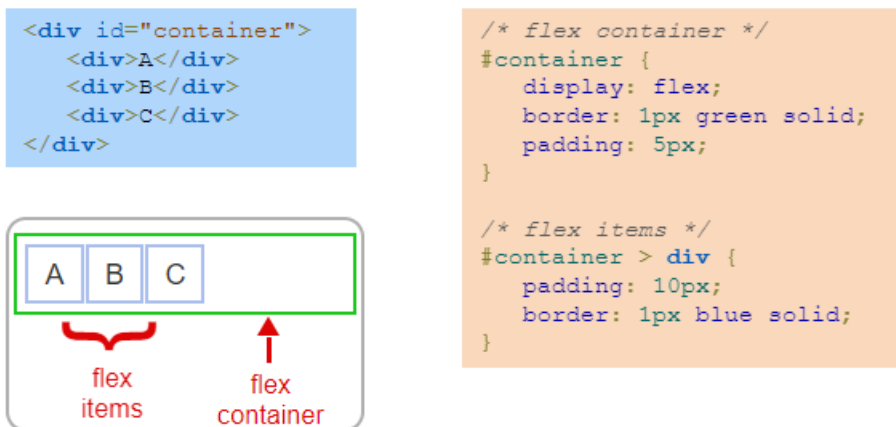 <div id="container">
   <div>A</div>
   <div>B</div>
   <div>C</div>
</div>
A B C
flex
items
flex
container
/* flex container */
#container {
   display: flex;
   border: 1px green solid;
   padding: 5px;
}
/* flex items */
#container > div {
   padding: 10px;
   border: 1px blue solid;
}